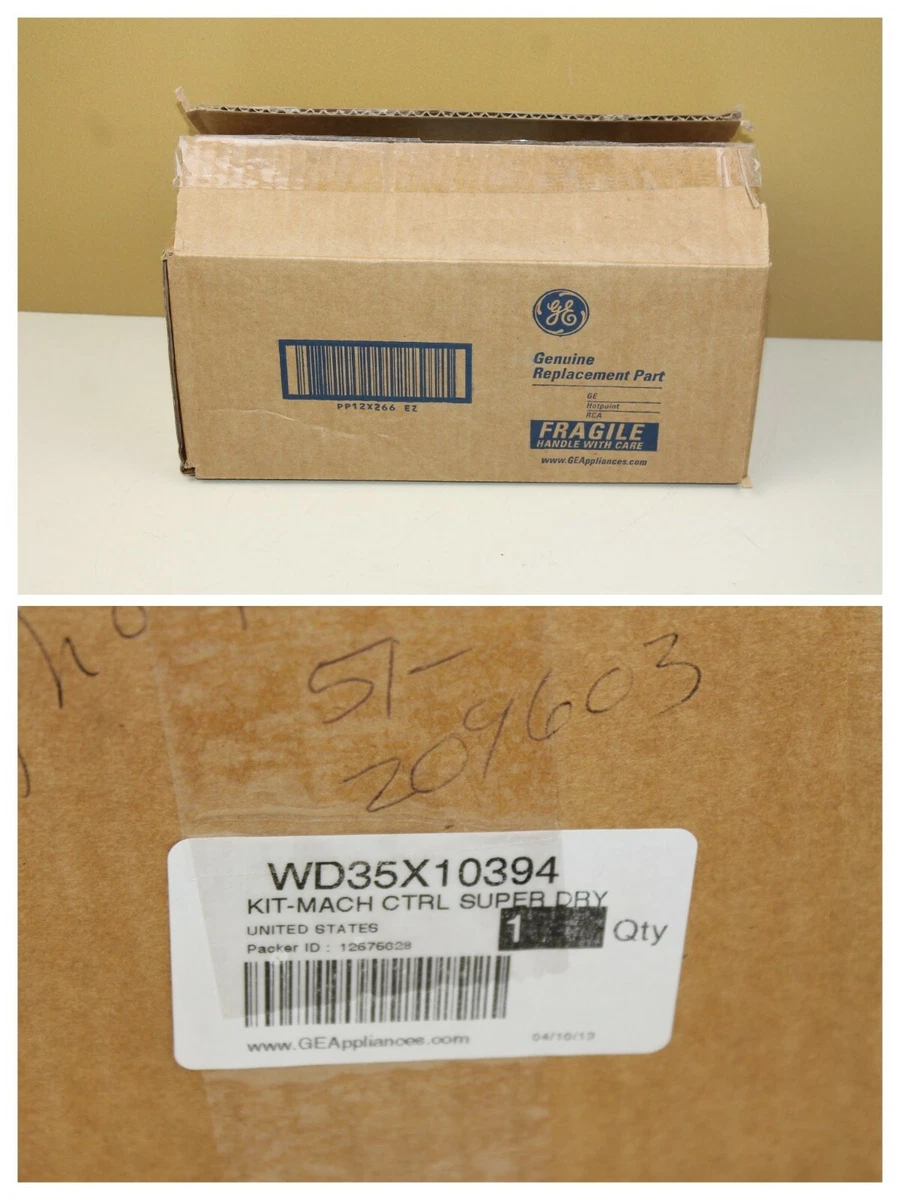 GE
Genuine
Replacement Part
GE
Hotpoint
RCA
FRAGILE
HANDLE WITH CARE
www.GEAppliances.com
PP12X266 EZ
51-
209603
WD35X10394
KIT-MACH CTRL SUPER DRY
UNITED STATES
1 Qty
Packer ID : 12676028
www.GEAppliances.com
04/10/13